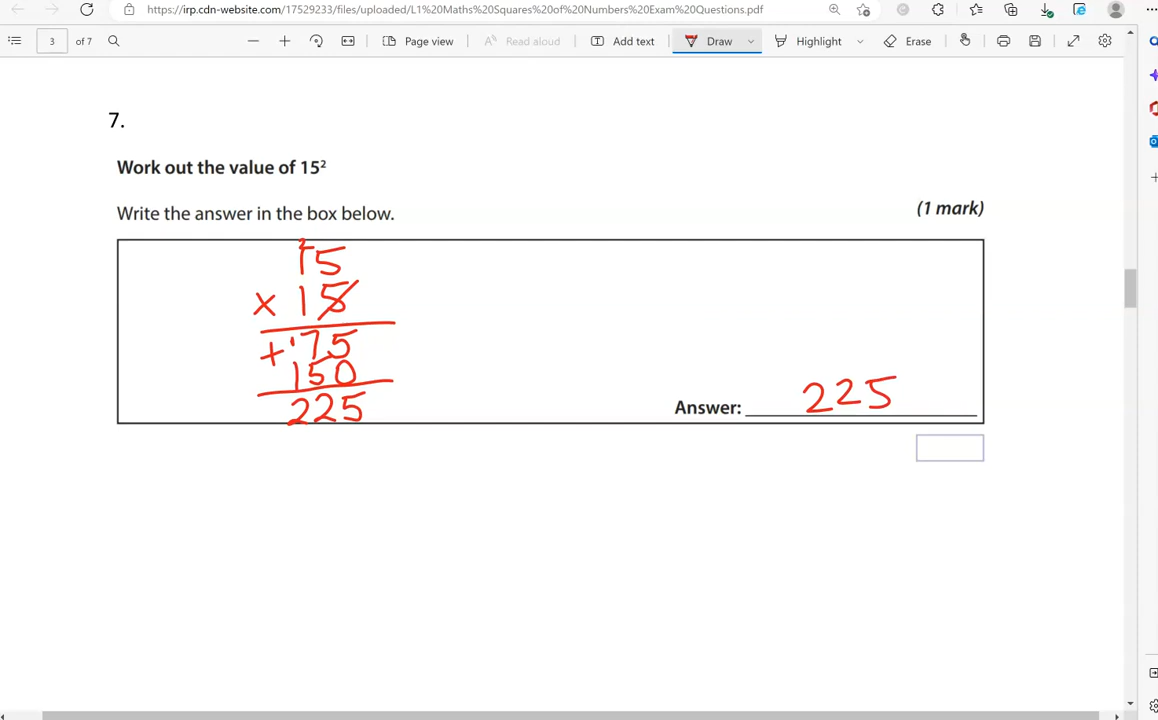 https://irp.cdn-website.com/17529233/files/uploaded/L1%20Maths%20Squares%20of%20Numbers%20Exam%20Questions.pdf
3 of 7 Page view Read aloud Add text Draw Highlight Erase
7.
Work out the value of 15²
Write the answer in the box below.
(1 mark)
2
15
x 15
+ 1 75
150
225
Answer: 225